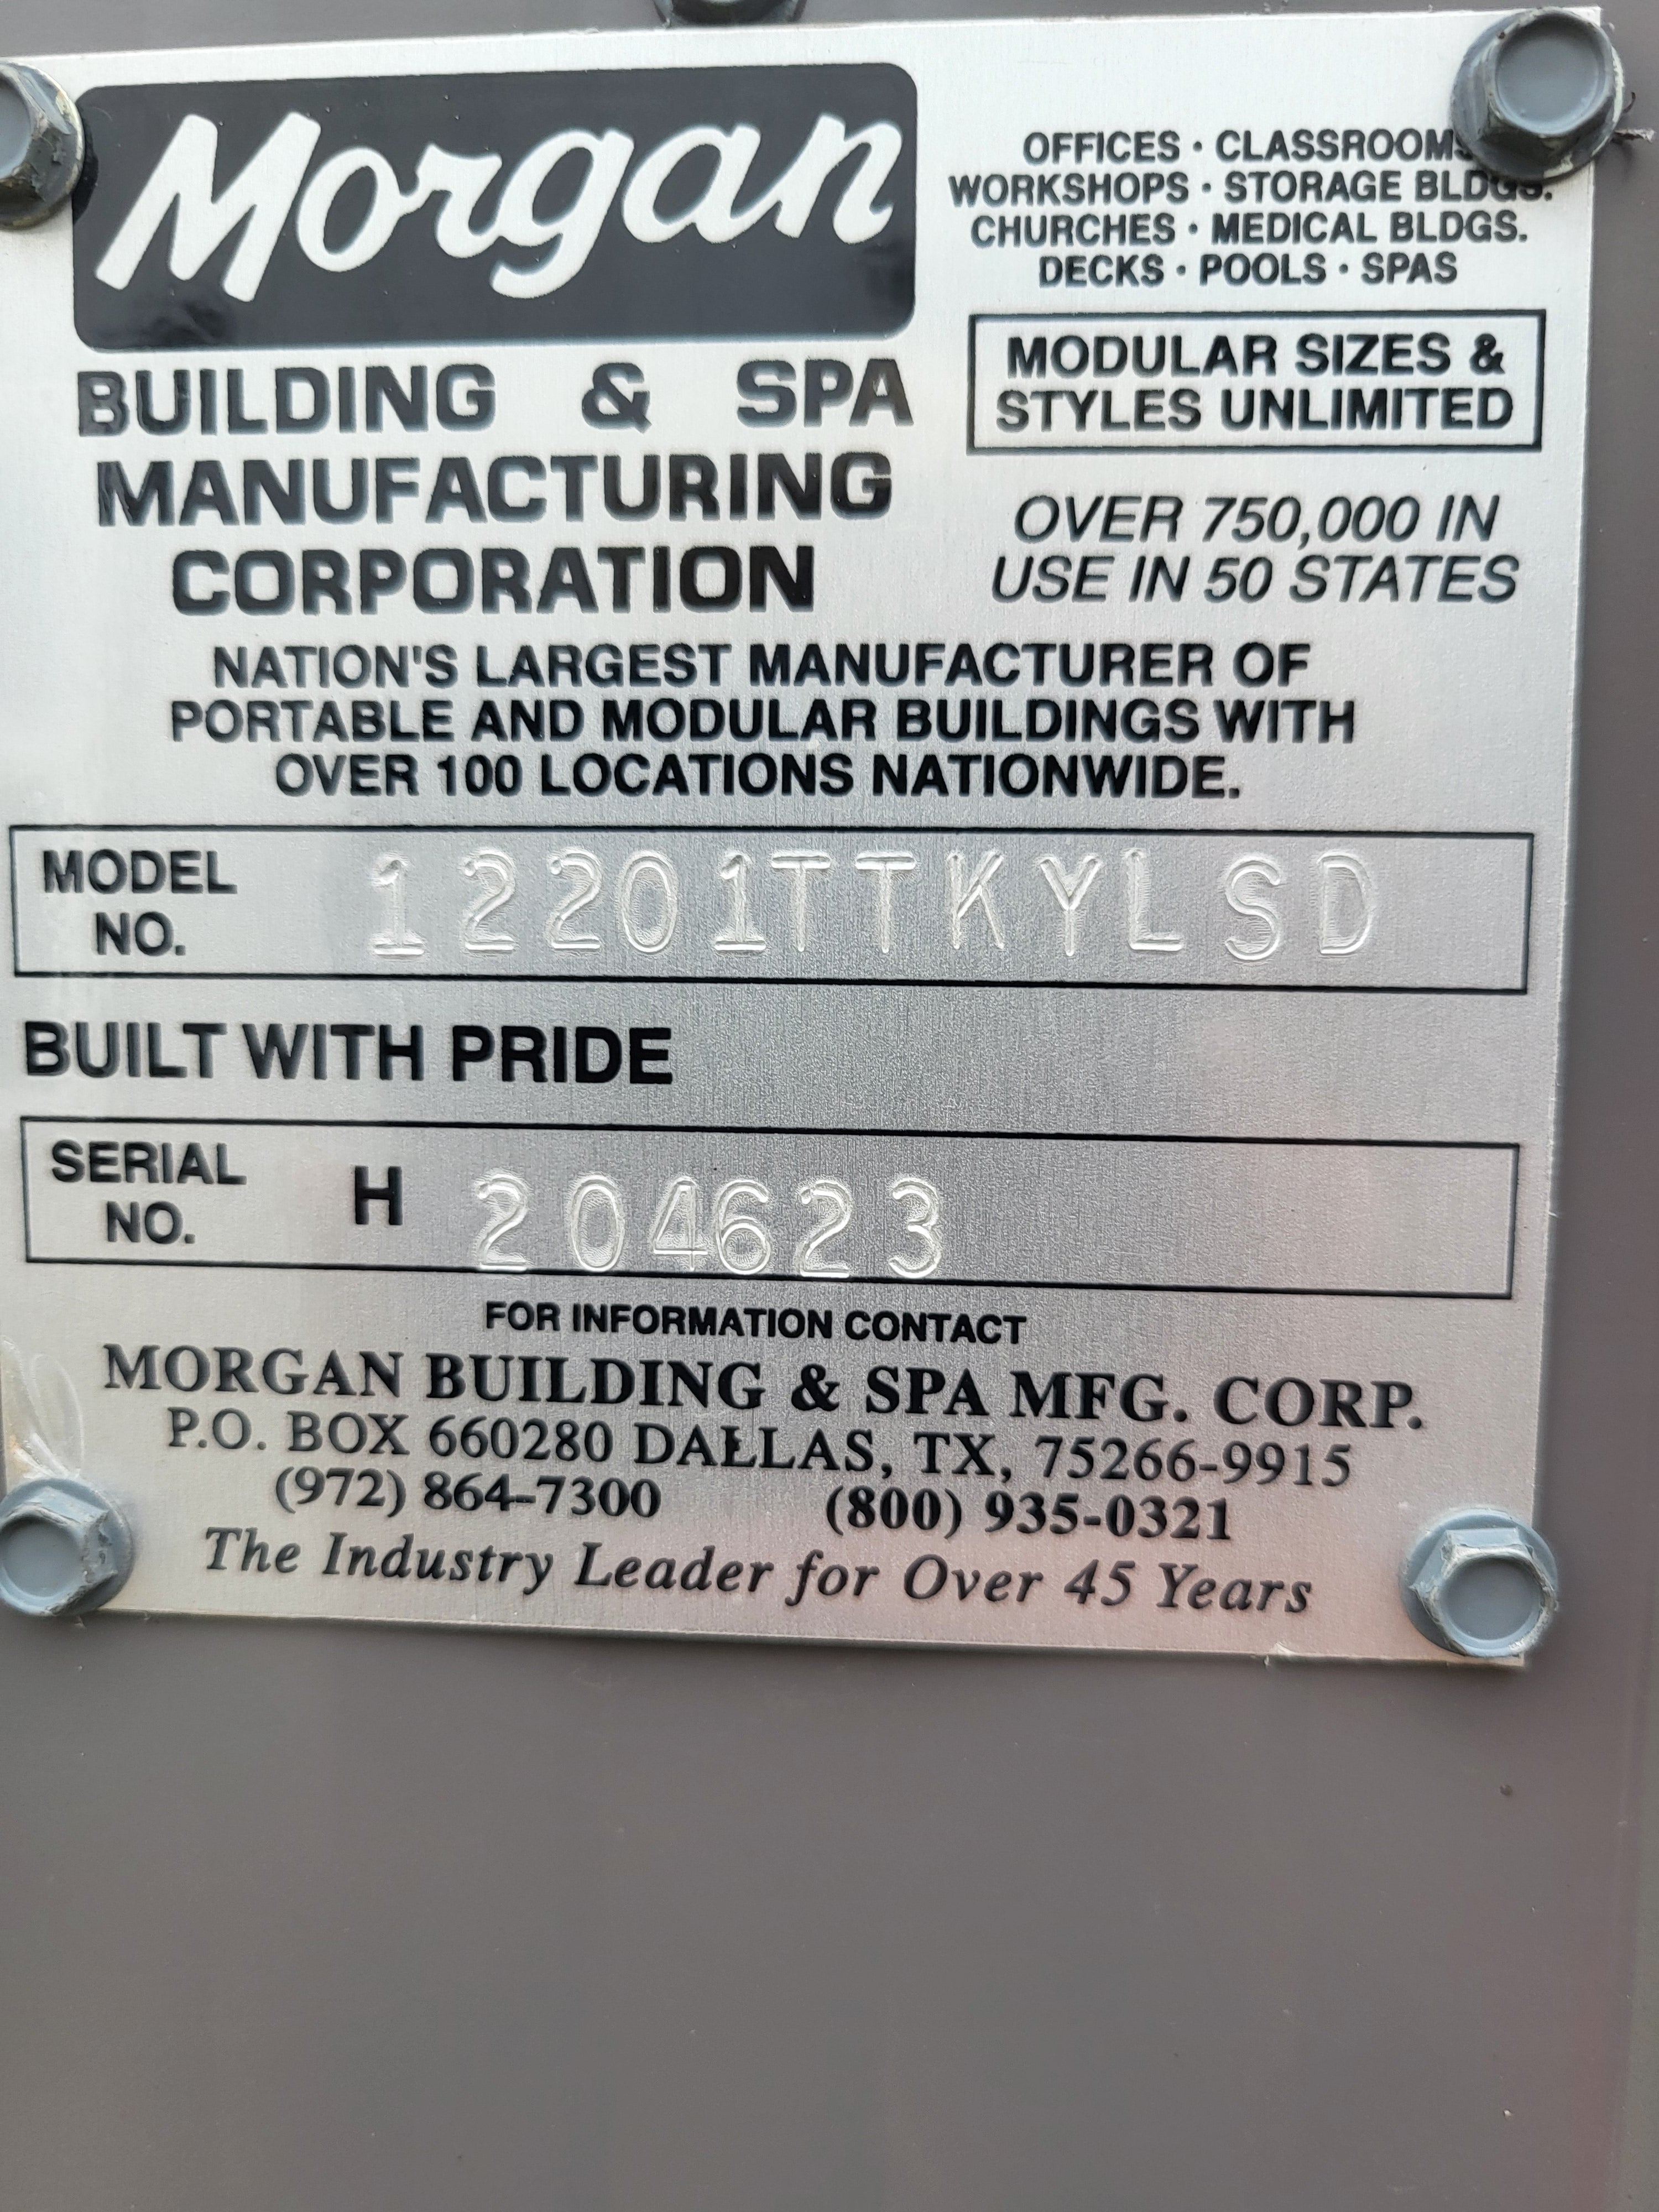 Morgan
BUILDING & SPA
MANUFACTURING
CORPORATION
OFFICES · CLASSROOMS
WORKSHOPS · STORAGE BLDGS.
CHURCHES · MEDICAL BLDGS.
DECKS · POOLS · SPAS
MODULAR SIZES &
STYLES UNLIMITED
OVER 750,000 IN
USE IN 50 STATES
NATION'S LARGEST MANUFACTURER OF
PORTABLE AND MODULAR BUILDINGS WITH
OVER 100 LOCATIONS NATIONWIDE.
MODEL NO. 12201TTKYLSD
BUILT WITH PRIDE
SERIAL NO. H 204623
FOR INFORMATION CONTACT
MORGAN BUILDING & SPA MFG. CORP.
P.O. BOX 660280 DALLAS, TX, 75266-9915
(972) 864-7300 (800) 935-0321
The Industry Leader for Over 45 Years